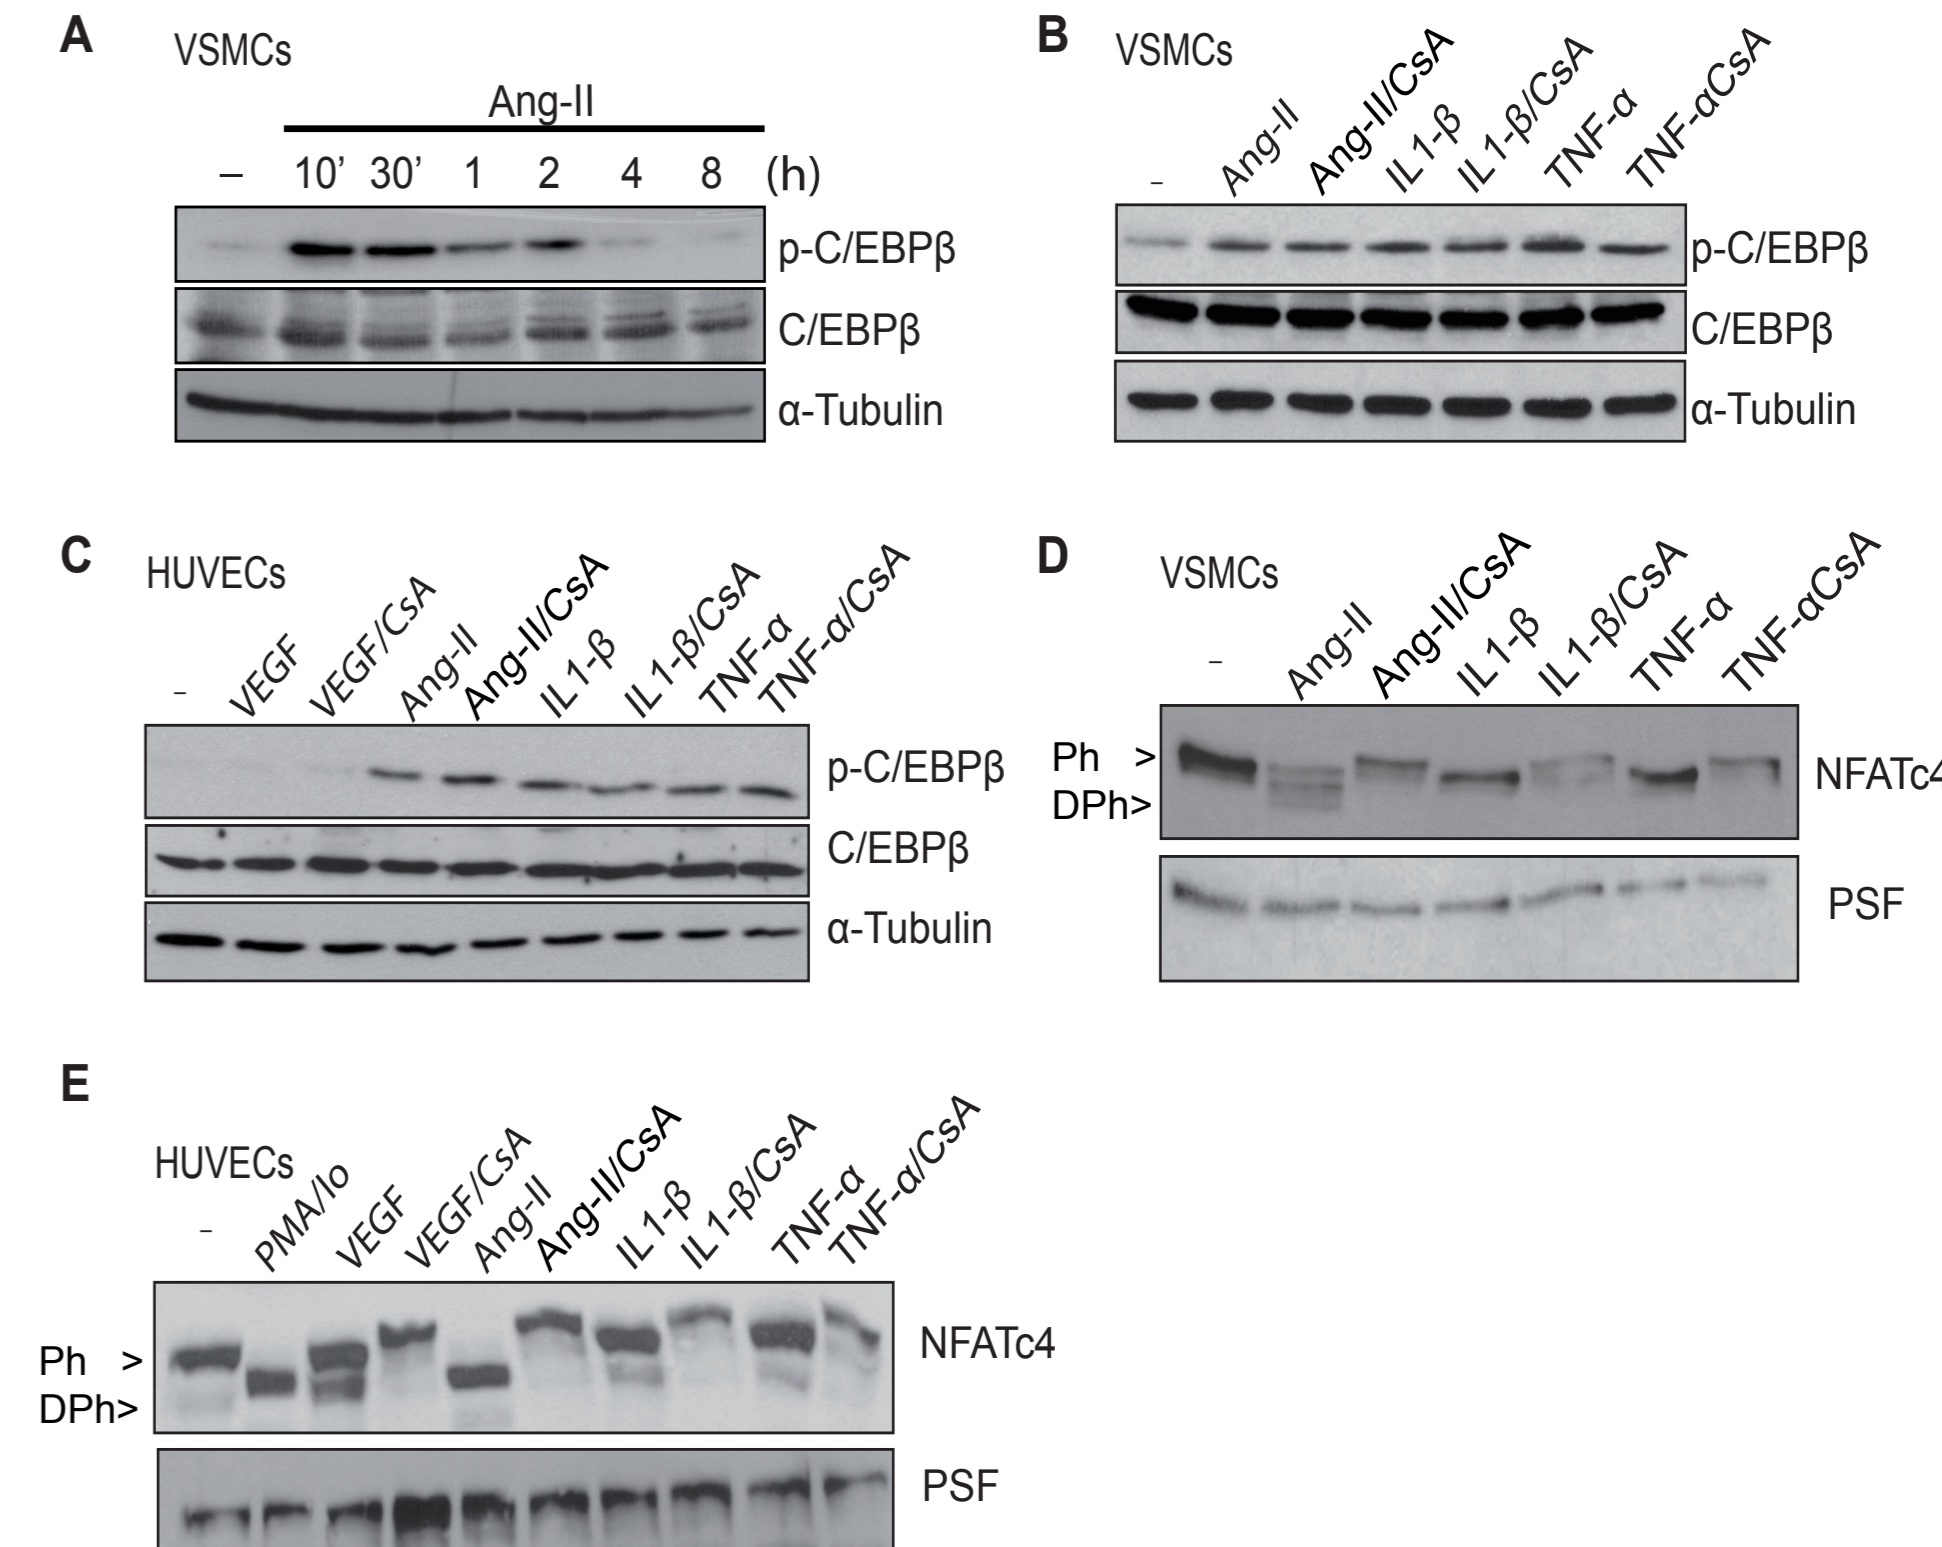 A
VSMCs
Ang-II
– 10’ 30’ 1 2 4 8 (h)
p-C/EBPβ
C/EBPβ
α-Tubulin
B
VSMCs
– Ang-II Ang-II/CsA IL1-β IL1-β/CsA TNF-α TNF-αCsA
p-C/EBPβ
C/EBPβ
α-Tubulin
C
HUVECs
– VEGF VEGF/CsA Ang-II Ang-II/CsA IL1-β IL1-β/CsA TNF-α TNF-α/CsA
p-C/EBPβ
C/EBPβ
α-Tubulin
D
VSMCs
– Ang-II Ang-II/CsA IL1-β IL1-β/CsA TNF-α TNF-αCsA
Ph >
DPh>
NFATc4
PSF
E
HUVECs
– PMA/Io VEGF VEGF/CsA Ang-II Ang-II/CsA IL1-β IL1-β/CsA TNF-α TNF-α/CsA
Ph >
DPh>
NFATc4
PSF